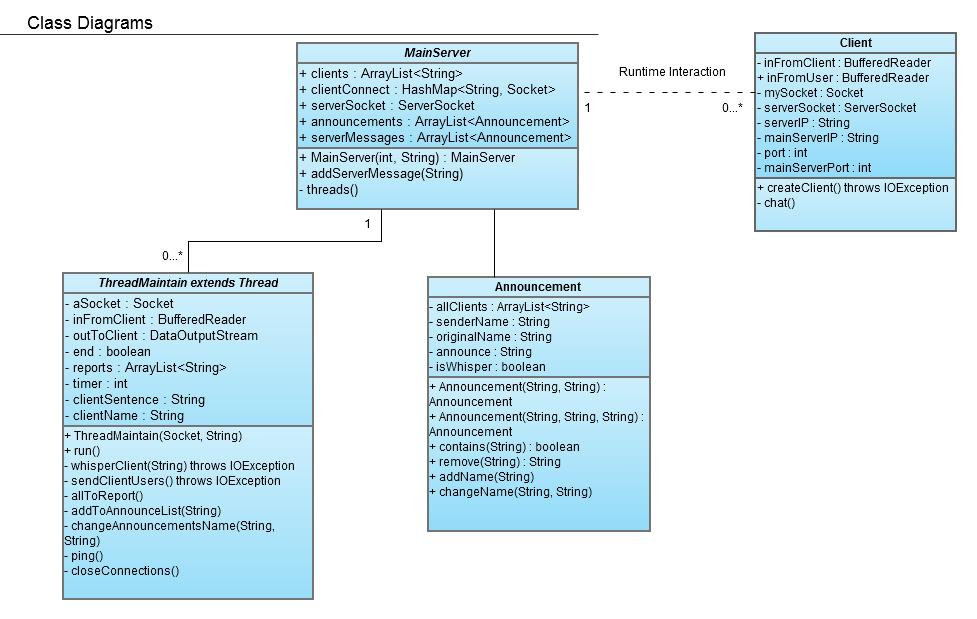 Class Diagrams
MainServer
+ clients : ArrayList<String>
+ clientConnect : HashMap<String, Socket>
+ serverSocket : ServerSocket
+ announcements : ArrayList<Announcement>
+ serverMessages : ArrayList<Announcement>
+ MainServer(int, String) : MainServer
+ addServerMessage(String)
- threads()
Runtime Interaction
1
0...*
Client
- inFromClient : BufferedReader
+ inFromUser : BufferedReader
- mySocket : Socket
- serverSocket : ServerSocket
- serverIP : String
- mainServerIP : String
- port : int
- mainServerPort : int
+ createClient() throws IOException
- chat()
1
0...*
ThreadMaintain extends Thread
- aSocket : Socket
- inFromClient : BufferedReader
- outToClient : DataOutputStream
- end : boolean
- reports : ArrayList<String>
- timer : int
- clientSentence : String
- clientName : String
+ ThreadMaintain(Socket, String)
+ run()
- whisperClient(String) throws IOException
- sendClientUsers() throws IOException
- allToReport()
- addToAnnounceList(String)
- changeAnnouncementsName(String,
String)
- ping()
- closeConnections()
Announcement
- allClients : ArrayList<String>
- senderName : String
- originalName : String
- announce : String
- isWhisper : boolean
+ Announcement(String, String) :
Announcement
+ Announcement(String, String, String) :
Announcement
+ contains(String) : boolean
+ remove(String) : String
+ addName(String)
+ changeName(String, String)